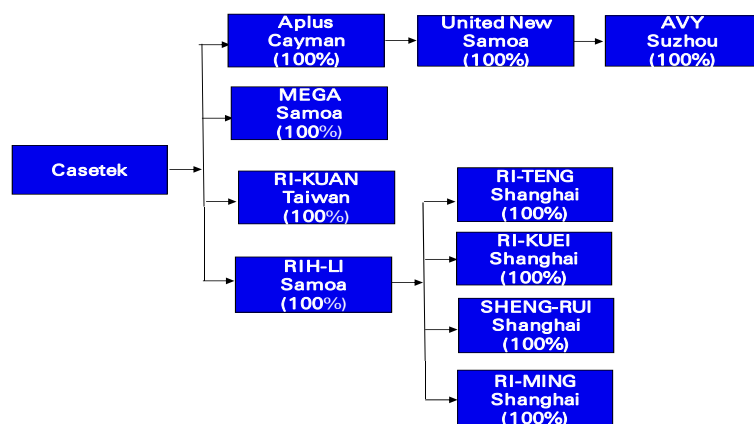 Aplus
Cayman
(100%)
United New
Samoa
(100%)
AVY
Suzhou
(100%)
MEGA
Samoa
(100%)
Casetek
RI-KUAN
Taiwan
(100%)
RIH-LI
Samoa
(100%)
RI-TENG
Shanghai
(100%)
RI-KUEI
Shanghai
(100%)
SHENG-RUI
Shanghai
(100%)
RI-MING
Shanghai
(100%)